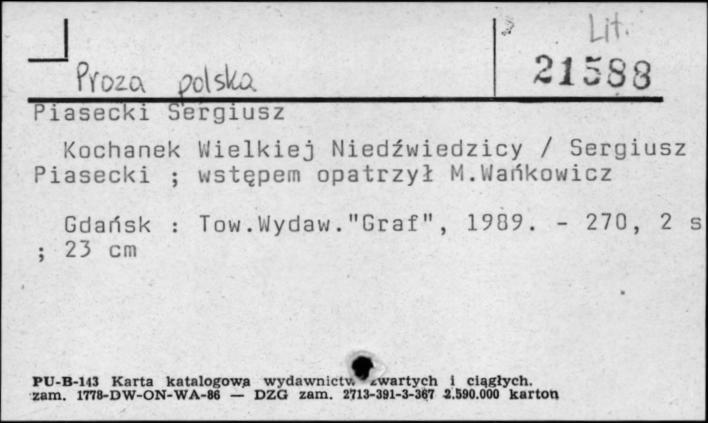 Lit.
21588
Proza polska
Piasecki Sergiusz
Kochanek Wielkiej Niedźwiedzicy / Sergiusz
Piasecki ; wstępem opatrzył M.Wańkowicz
Gdańsk : Tow.Wydaw."Graf", 1989. - 270, 2 s
; 23 cm
PU-B-143 Karta katalogowa wydawnictw zwartych i ciągłych.
zam. 1778-DW-ON-WA-86 — DZG zam. 2713-391-3-367 2.590.000 karton